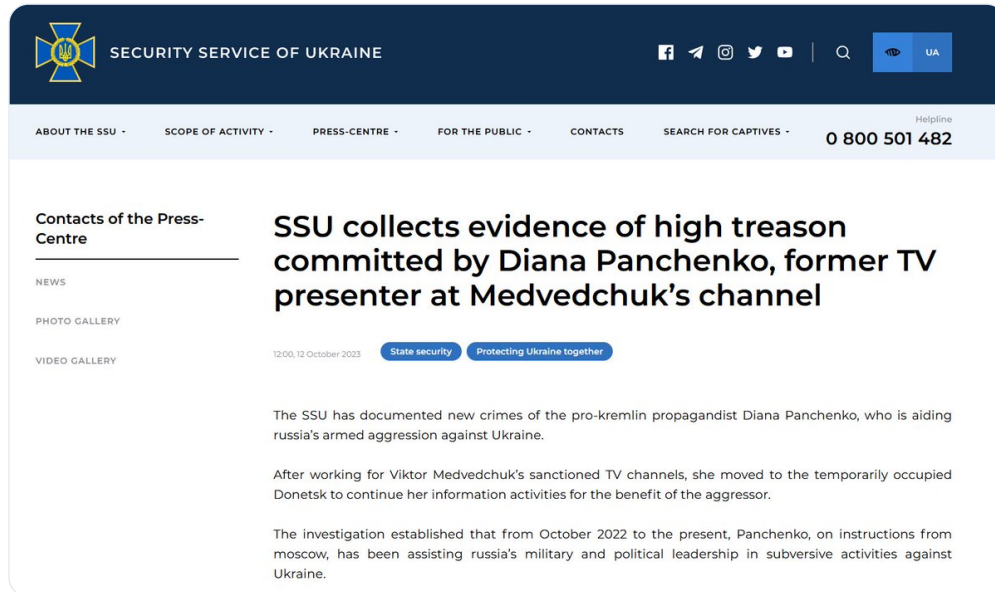 SECURITY SERVICE OF UKRAINE
UA
ABOUT THE SSU
SCOPE OF ACTIVITY
PRESS-CENTRE
FOR THE PUBLIC
CONTACTS
SEARCH FOR CAPTIVES
Helpline
0 800 501 482
Contacts of the Press-
Centre
NEWS
PHOTO GALLERY
VIDEO GALLERY
SSU collects evidence of high treason
committed by Diana Panchenko, former TV
presenter at Medvedchuk’s channel
12:00, 12 October 2023
State security
Protecting Ukraine together
The SSU has documented new crimes of the pro-kremlin propagandist Diana Panchenko, who is aiding
russia’s armed aggression against Ukraine.
After working for Viktor Medvedchuk’s sanctioned TV channels, she moved to the temporarily occupied
Donetsk to continue her information activities for the benefit of the aggressor.
The investigation established that from October 2022 to the present, Panchenko, on instructions from
moscow, has been assisting russia’s military and political leadership in subversive activities against
Ukraine.